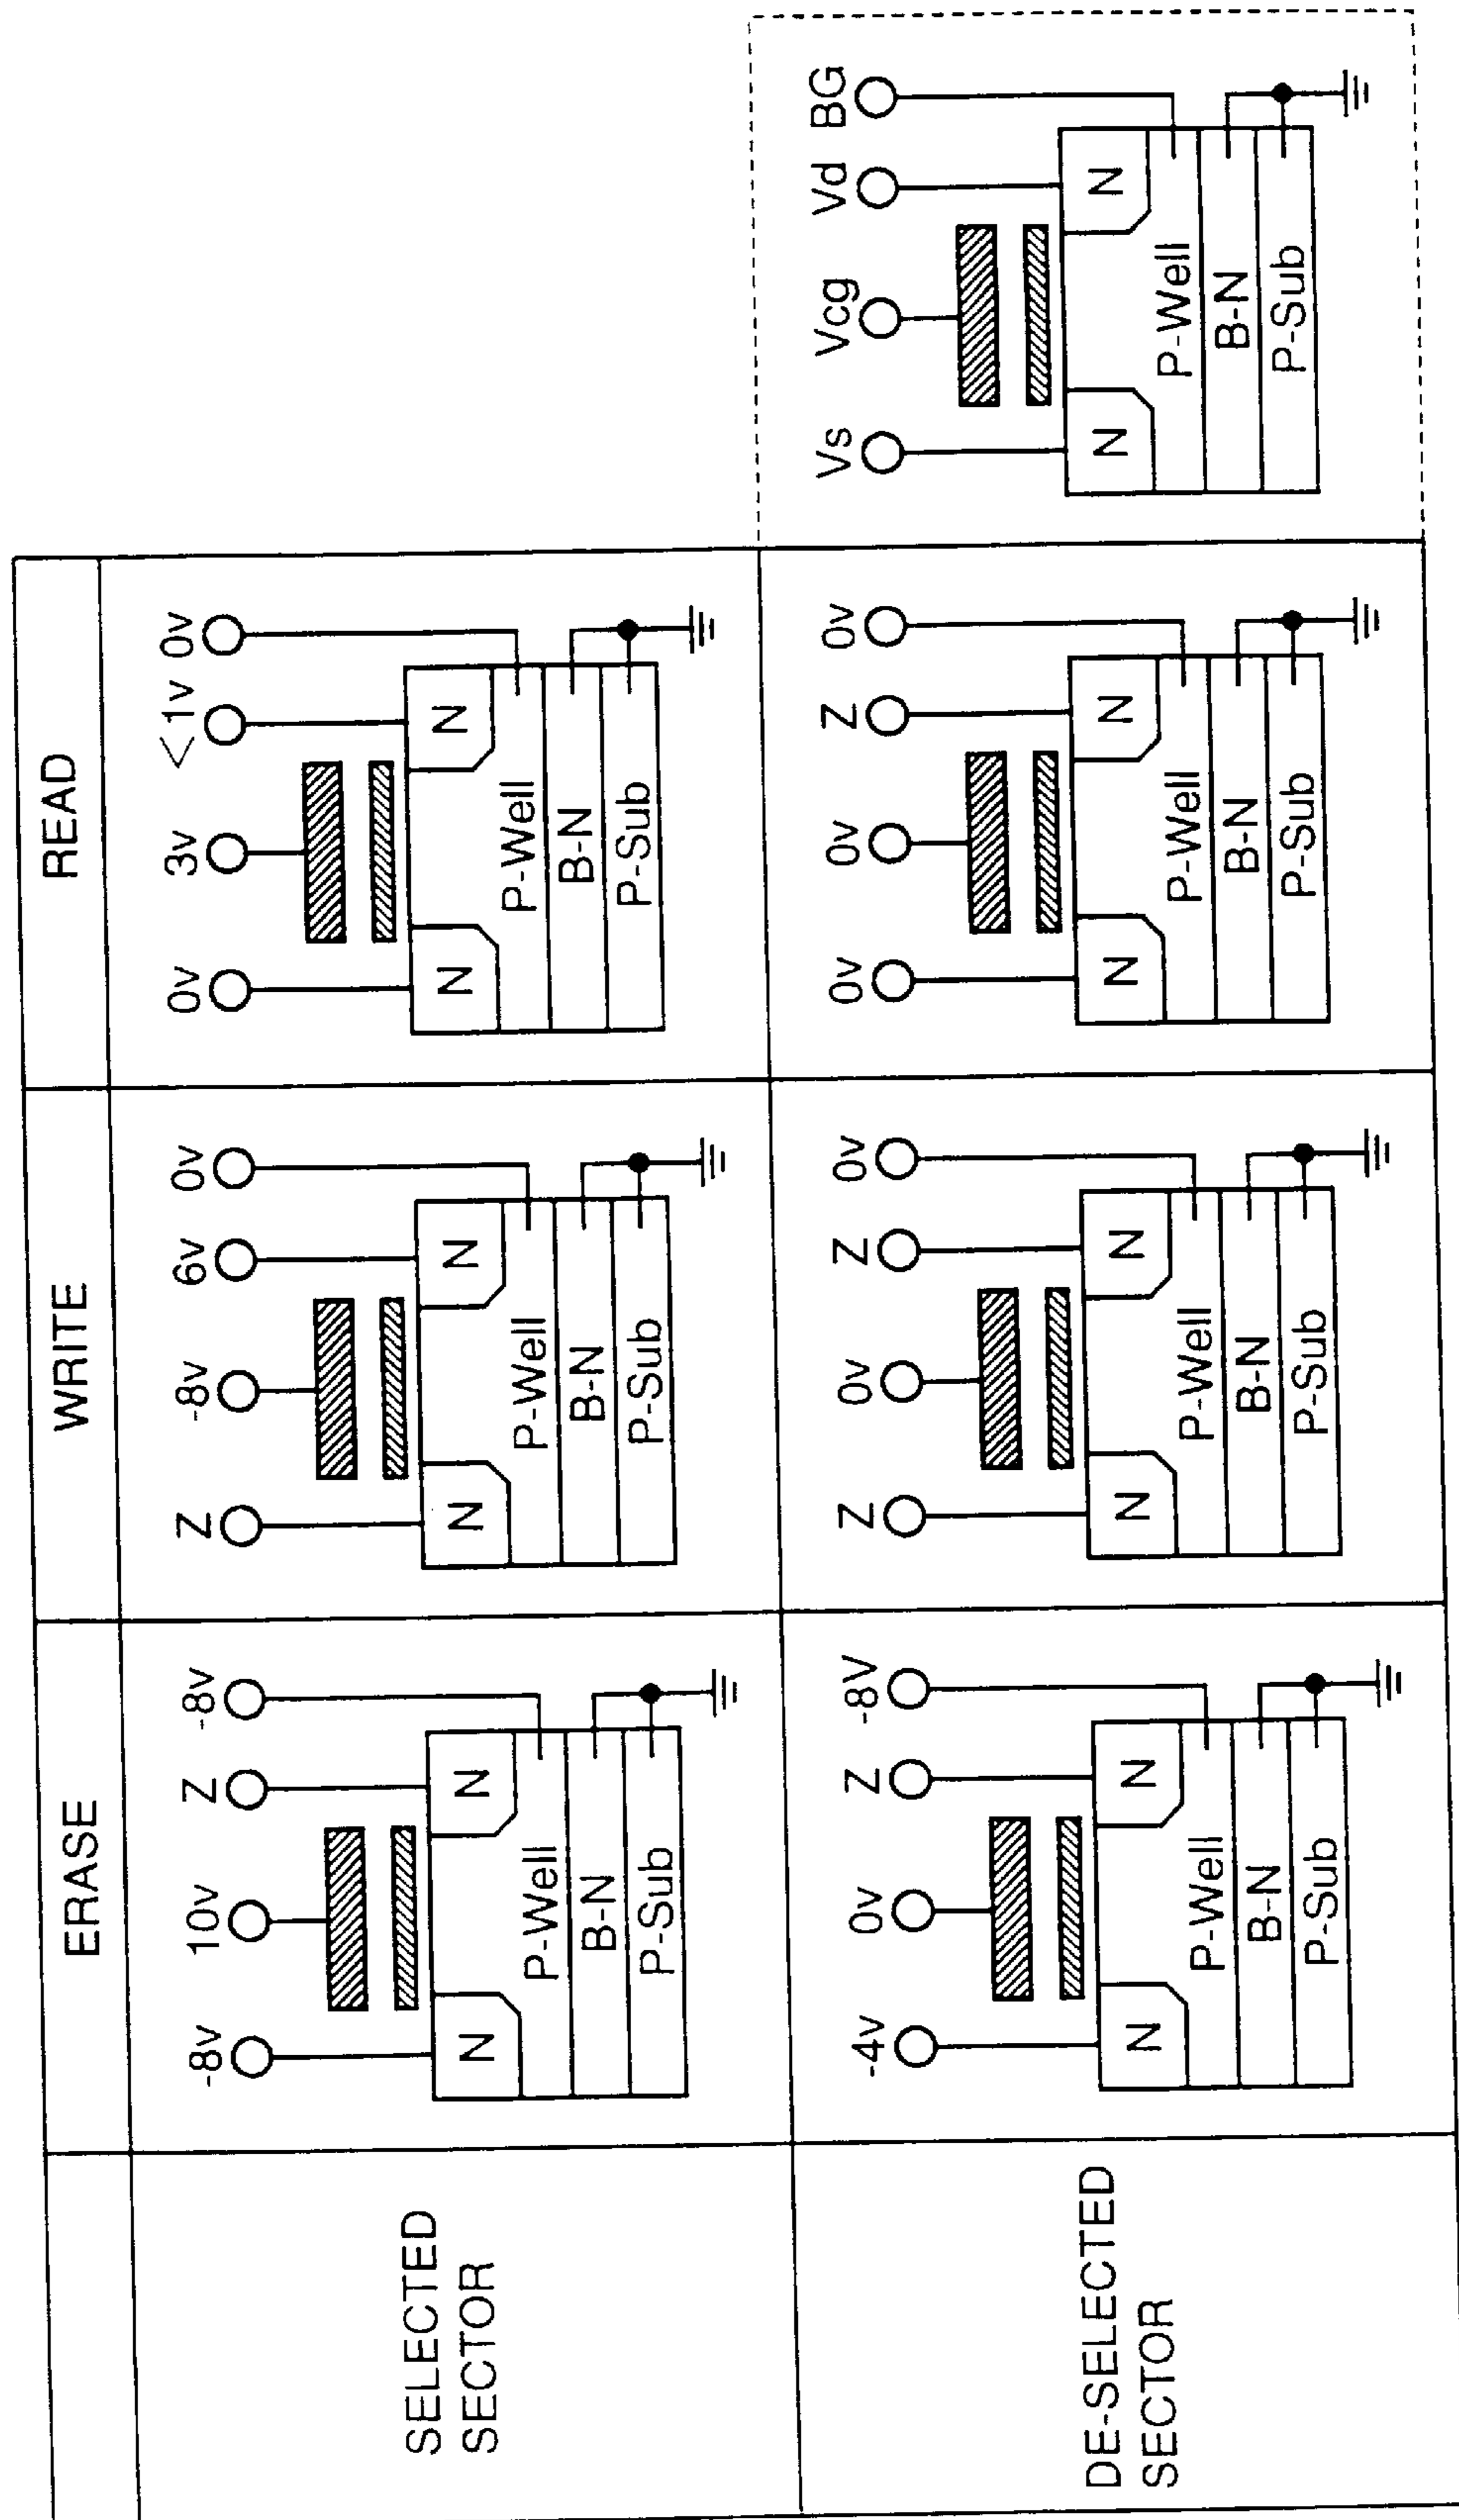 ERASE WRITE READ
SELECTED
SECTOR
-8v 10v Z -8v
N N
P-Well
B-N
P-Sub
Z -8v 6v 0v
N N
P-Well
B-N
P-Sub
0v 3v <1v 0v
N N
P-Well
B-N
P-Sub
DE-SELECTED
SECTOR
-4v 0v Z -8V
N N
P-Well
B-N
P-Sub
Z 0v Z 0v
N N
P-Well
B-N
P-Sub
0v 0v Z 0v
N N
P-Well
B-N
P-Sub
Vs Vcg Vd BG
N N
P-Well
B-N
P-Sub